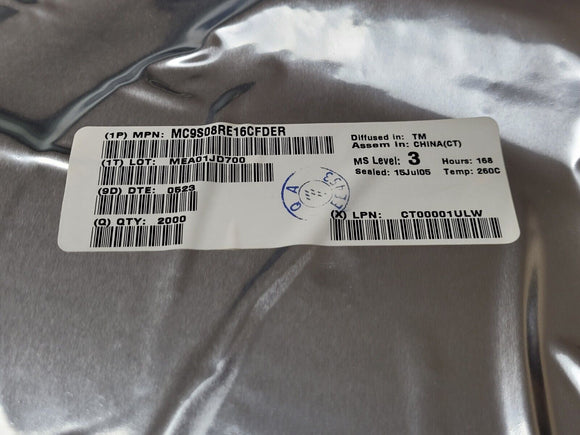 (1P) MPN: MC9S08RE16CFDER
(1T) LOT: MEA01JD700
(9D) DTE: 0523
(Q) QTY: 2000
Diffused in: TM
Assem in: CHINA(CT)
MS Level: 3 Hours: 168
Sealed: 15Jul05 Temp: 260C
QA
(X) LPN: CT00001ULW